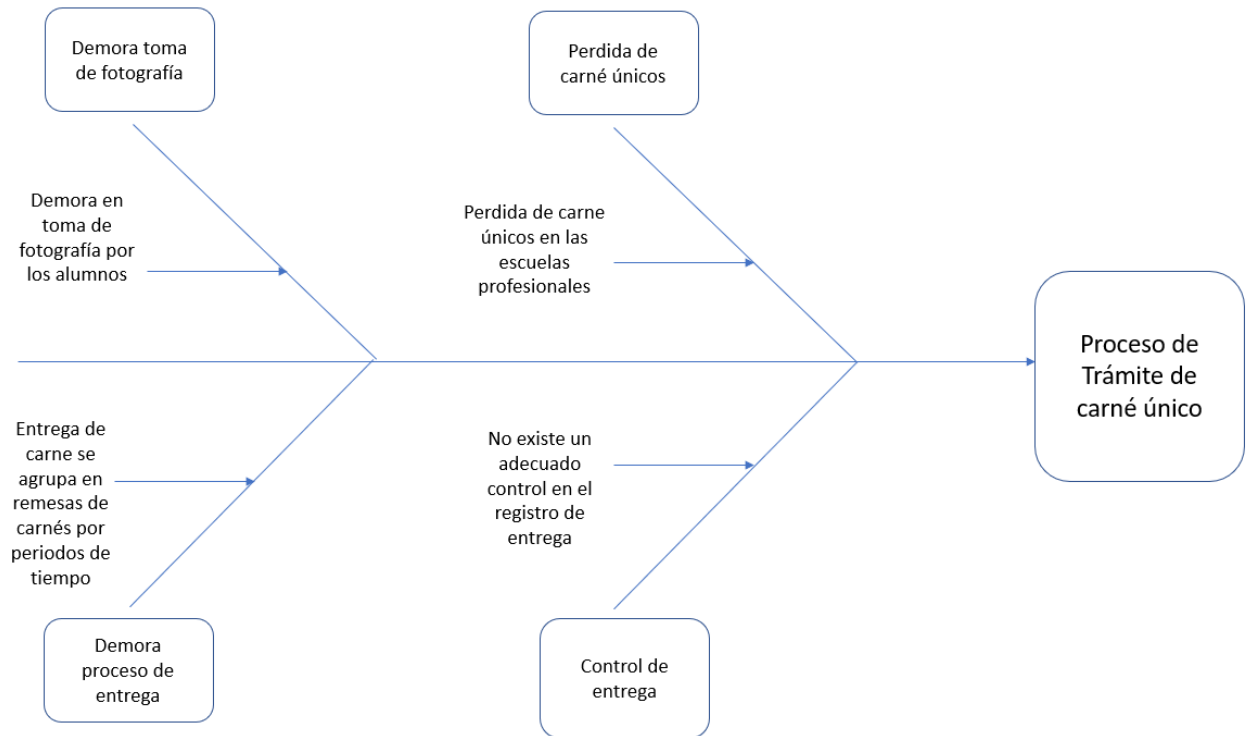 Demora toma
de fotografía
Perdida de
carné únicos
Demora en
toma de
fotografía por
los alumnos
Perdida de carne
únicos en las
escuelas
profesionales
Proceso de
Trámite de
carné único
Entrega de
carne se
agrupa en
remesas de
carnés por
periodos de
tiempo
No existe un
adecuado
control en el
registro de
entrega
Demora
proceso de
entrega
Control de
entrega